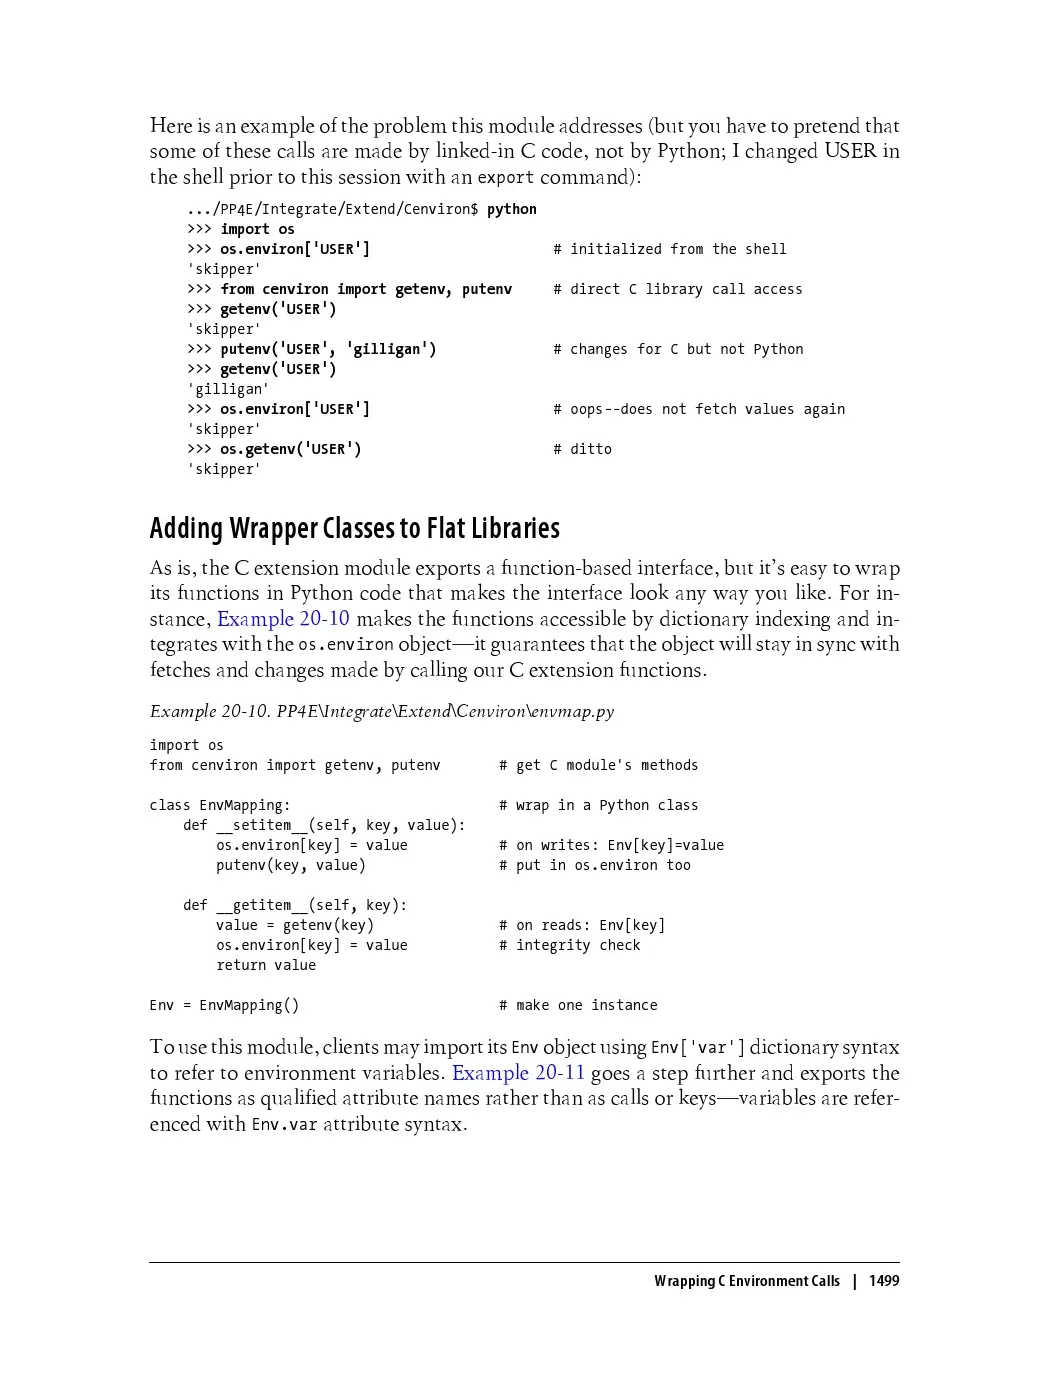 Here is an example of the problem this module addresses (but you have to pretend that
some of these calls are made by linked-in C code, not by Python; I changed USER in
the shell prior to this session with an export command):
.../PP4E/Integrate/Extend/Cenviron$ python
>>> import os
>>> os.environ['USER'] # initialized from the shell
'skipper'
>>> from cenviron import getenv, putenv # direct C library call access
>>> getenv('USER')
'skipper'
>>> putenv('USER', 'gilligan') # changes for C but not Python
>>> getenv('USER')
'gilligan'
>>> os.environ['USER'] # oops--does not fetch values again
'skipper'
>>> os.getenv('USER') # ditto
'skipper'
Adding Wrapper Classes to Flat Libraries
As is, the C extension module exports a function-based interface, but it's easy to wrap
its functions in Python code that makes the interface look any way you like. For in-
stance, Example 20-10 makes the functions accessible by dictionary indexing and in-
tegrates with the os.environ object—it guarantees that the object will stay in sync with
fetches and changes made by calling our C extension functions.
Example 20-10. PP4E\Integrate\Extend\Cenviron\envmap.py
import os
from cenviron import getenv, putenv # get C module's methods
class EnvMapping: # wrap in a Python class
def __setitem__(self, key, value):
os.environ[key] = value # on writes: Env[key]=value
putenv(key, value) # put in os.environ too
def __getitem__(self, key):
value = getenv(key) # on reads: Env[key]
os.environ[key] = value # integrity check
return value
Env = EnvMapping() # make one instance
To use this module, clients may import its Env object using Env['var'] dictionary syntax
to refer to environment variables. Example 20-11 goes a step further and exports the
functions as qualified attribute names rather than as calls or keys—variables are refer-
enced with Env.var attribute syntax.
Wrapping C Environment Calls | 1499